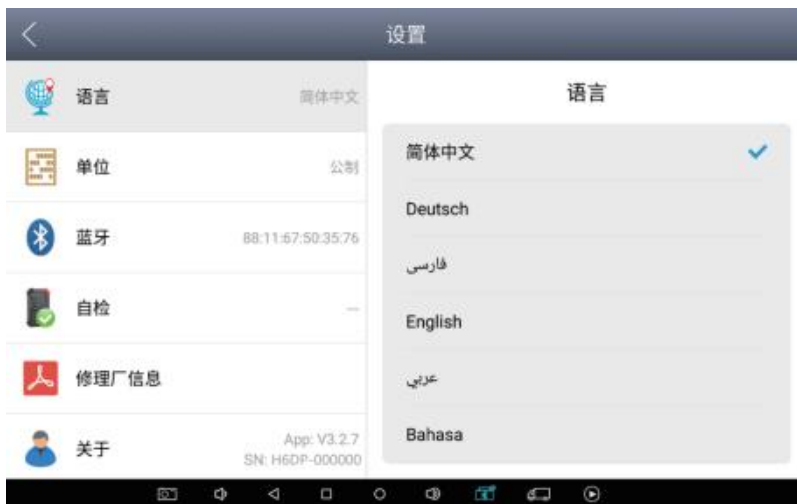 设置
语言 简体中文
单位 公制
蓝牙 88:11:67:50:35:76
自检 --
修理厂信息
关于 App: V3.2.7
SN: H6DP-000000
语言
简体中文
Deutsch
فارسی
English
عربي
Bahasa